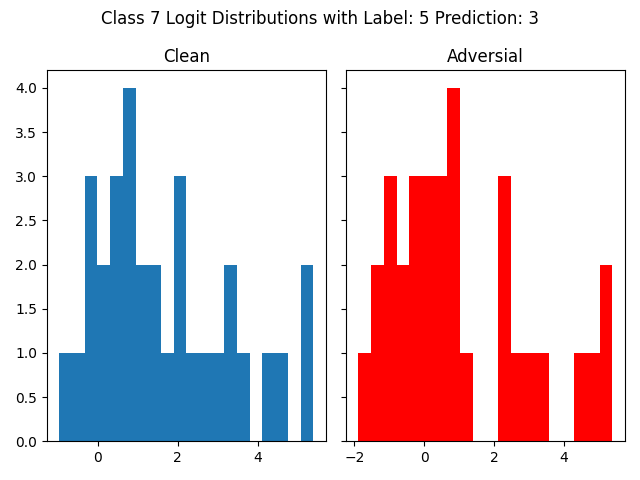 Class 7 Logit Distributions with Label: 5 Prediction: 3
Clean
Adversial
4.0
3.5
3.0
2.5
2.0
1.5
1.0
0.5
0.0
0 2 4
−2 0 2 4